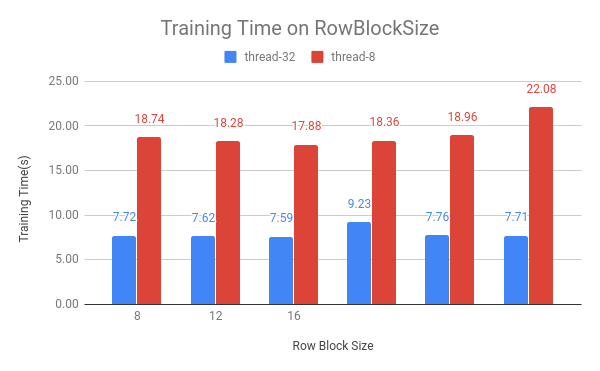 Training Time on RowBlockSize
thread-32 thread-8
25.00
20.00
15.00
10.00
5.00
0.00
Training Time(s)
7.72 18.74 7.62 18.28 7.59 17.88 9.23 18.36 7.76 18.96 7.71 22.08
8 12 16
Row Block Size